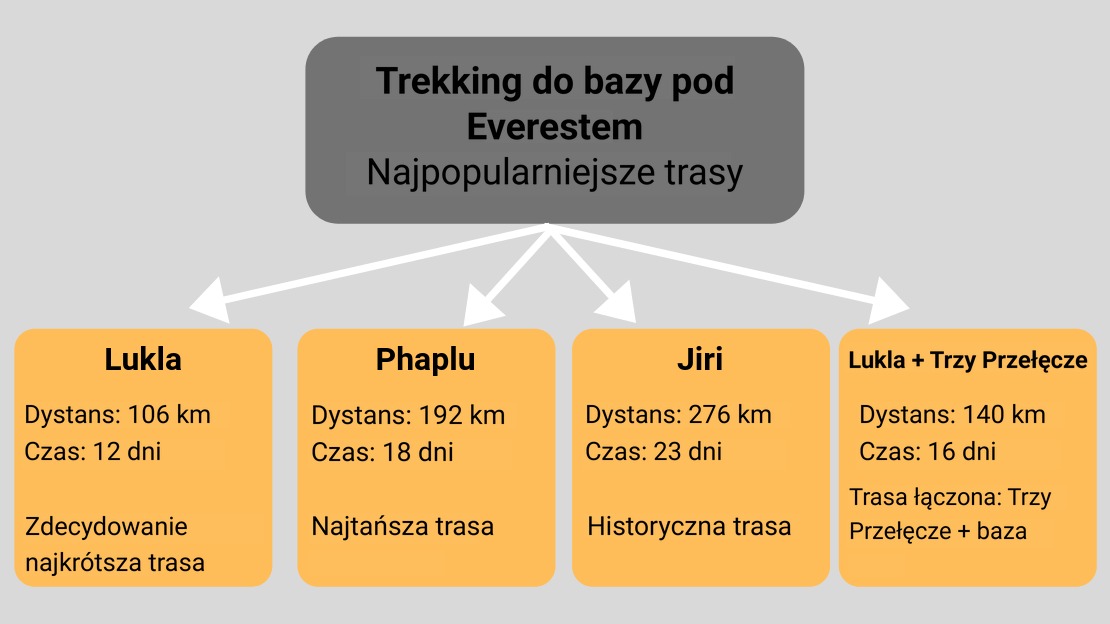 Trekking do bazy pod
Everestem
Najpopularniejsze trasy
Lukla
Dystans: 106 km
Czas: 12 dni
Zdecydowanie
najkrótsza trasa
Phaplu
Dystans: 192 km
Czas: 18 dni
Najtańsza trasa
Jiri
Dystans: 276 km
Czas: 23 dni
Historyczna trasa
Lukla + Trzy Przełęcze
Dystans: 140 km
Czas: 16 dni
Trasa łączona: Trzy
Przełęcze + baza